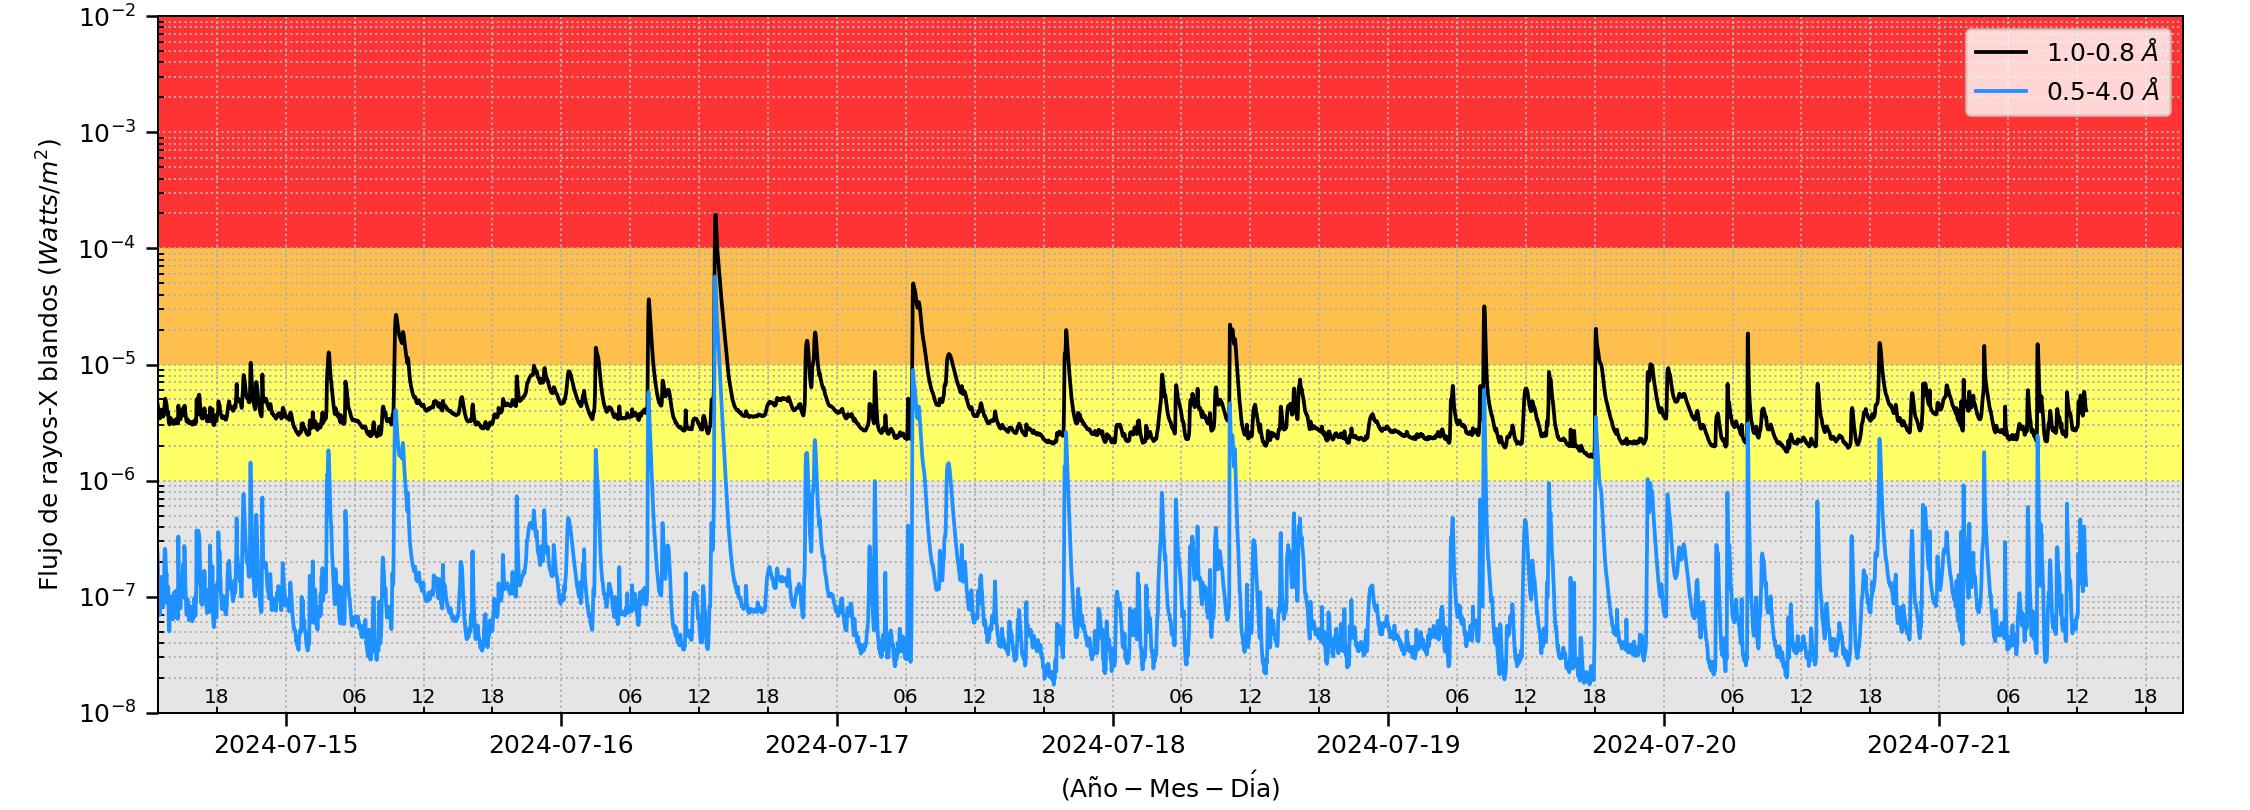 10⁻²
1.0-0.8 Å
0.5-4.0 Å
10⁻³
10⁻⁴
10⁻⁵
10⁻⁶
10⁻⁷
10⁻⁸
Flujo de rayos-X blandos (Watts/m²)
18 06 12 18 06 12 18 06 12 18 06 12 18 06 12 18 06 12 18 06 12 18
2024-07-15 2024-07-16 2024-07-17 2024-07-18 2024-07-19 2024-07-20 2024-07-21
(Año − Mes − Día)